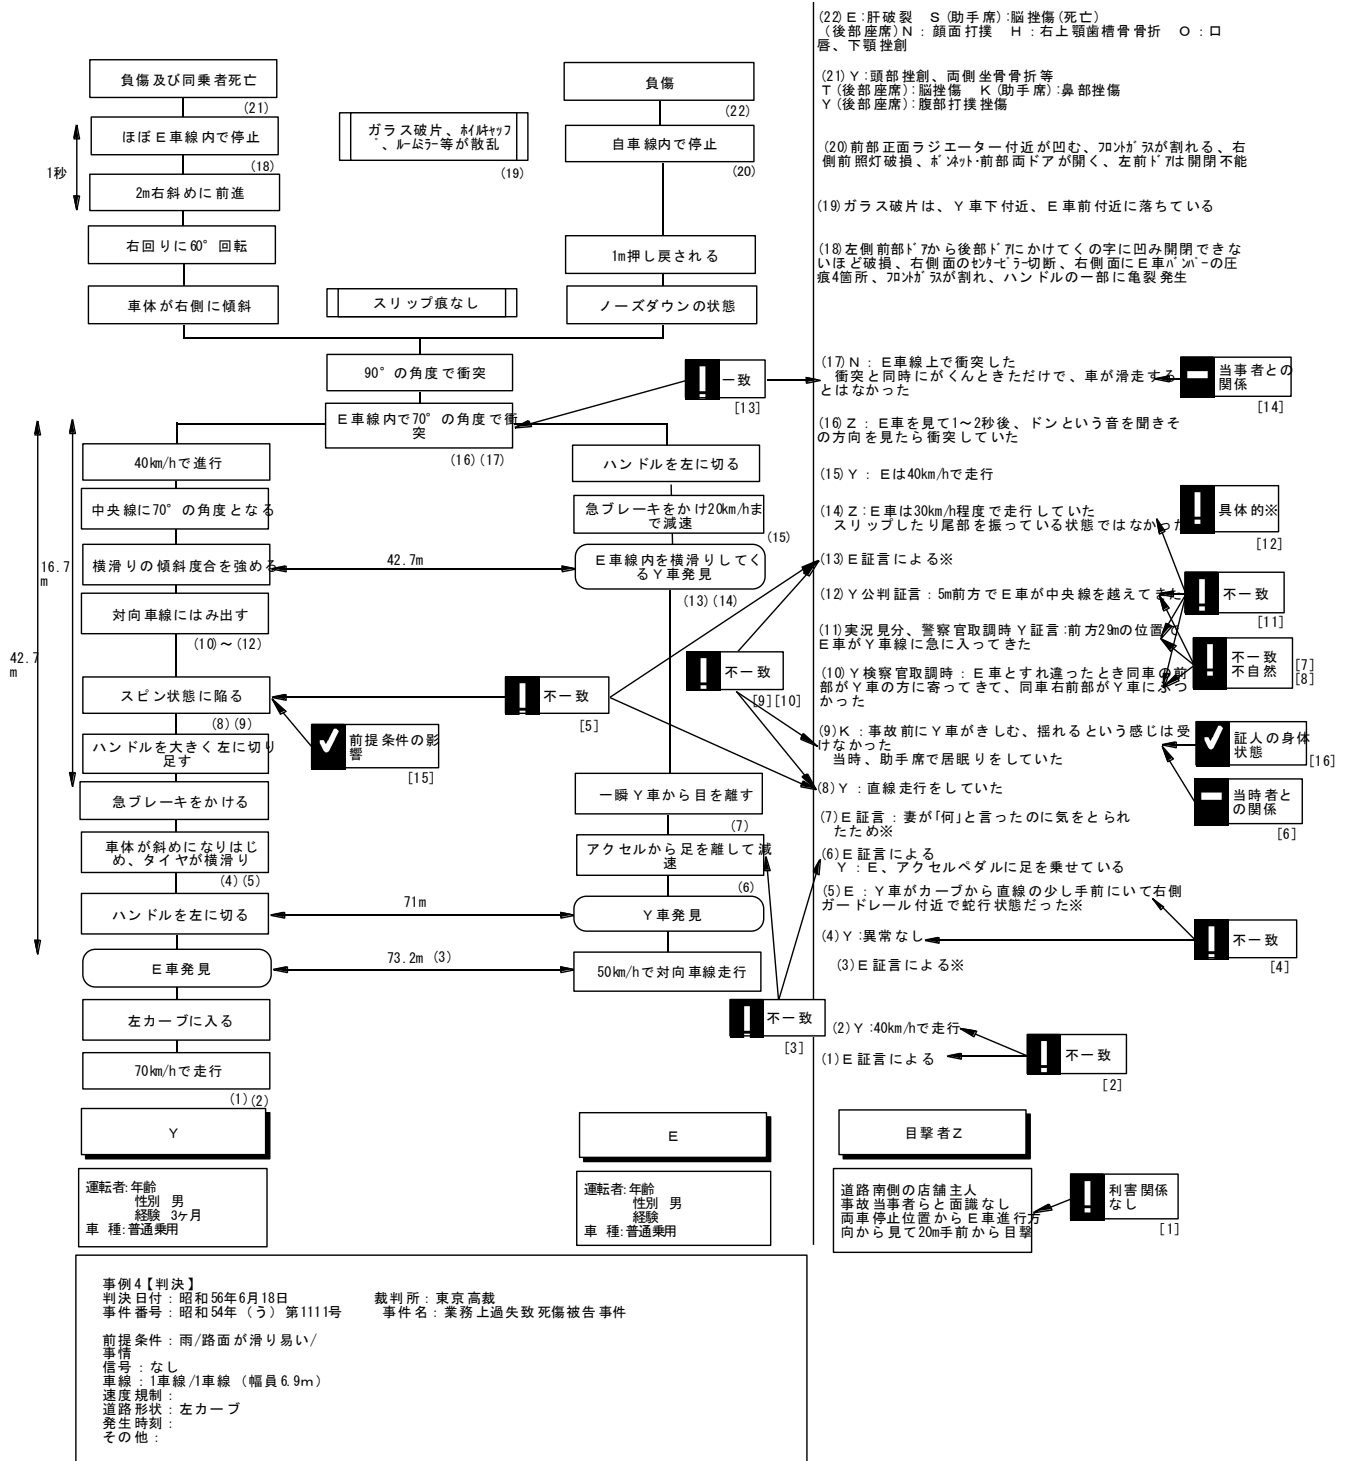 (22)E:肝破裂　S(助手席):脳挫傷(死亡)
(後部座席)N：顔面打撲　H：右上顎歯槽骨骨折　O：口
唇、下顎挫創
(21)Y:頭部挫創、両側坐骨骨折等
T(後部座席):脳挫傷　K(助手席):鼻部挫傷
Y(後部座席):腹部打撲挫傷
(20)前部正面ラジエーター付近が凹む、フロントガラスが割れる、右
側前照灯破損、ボンネット・前部両ドアが開く、左前ドアは開閉不能
(19)ガラス破片は、Y車下付近、E車前付近に落ちている
(18)左側前部ドアから後部ドアにかけてくの字に凹み開閉できな
いほど破損、右側面のセンターピラー切断、右側面にE車バンパーの圧
痕4箇所、フロントガラスが割れ、ハンドルの一部に亀裂発生
負傷及び同乗者死亡
(21)
ほぼE車線内で停止
(18)
1秒
2m右斜めに前進
右回りに60°回転
車体が右側に傾斜
ガラス破片、ホイルキャップ
、ルームミラー等が散乱
(19)
スリップ痕なし
負傷
(22)
自車線内で停止
(20)
1m押し戻される
ノーズダウンの状態
90°の角度で衝突
E車線内で70°の角度で衝
突
(16)(17)
一致
[13]
(17)N：E車線上で衝突した
衝突と同時にがくんときただけで、車が滑走する
とはなかった
当事者との
関係
[14]
(16)Z：E車を見て1～2秒後、ドンという音を聞きそ
の方向を見たら衝突していた
(15)Y：Eは40km/hで走行
(14)Z:E車は30km/h程度で走行していた
スリップしたり尾部を振っている状態ではなかった
具体的※
[12]
(13)E証言による※
(12)Y公判証言:5m前方でE車が中央線を越えてきた
不一致
[11]
(11)実況見分、警察官取調時Y証言:前方29mの位置で
E車がY車線に急に入ってきた
不一致
不自然
[7]
[8]
(10)Y検察官取調時：E車とすれ違ったとき同車の前
部がY車の方に寄ってきて、同車右前部がY車にぶつ
かった
(9)K：事故前にY車がきしむ、揺れるという感じは受
けなかった
当時、助手席で居眠りをしていた
証人の身体
状態
[16]
当時者と
の関係
[6]
(8)Y：直線走行をしていた
(7)E証言：妻が「何」と言ったのに気をとられ
たため※
(6)E証言による
Y：E、アクセルペダルに足を乗せている
(5)E：Y車がカーブから直線の少し手前にいて右側
ガードレール付近で蛇行状態だった※
(4)Y:異常なし
不一致
[4]
(3)E証言による※
(2)Y:40km/hで走行
(1)E証言による
不一致
[2]
40km/hで進行
中央線に70°の角度となる
横滑りの傾斜度合を強める
対向車線にはみ出す
(10)～(12)
スピン状態に陥る
(8)(9)
ハンドルを大きく左に切り
足す
急ブレーキをかける
車体が斜めになりはじ
め、タイヤが横滑り
(4)(5)
ハンドルを左に切る
E車発見
左カーブに入る
70km/hで走行
(1)(2)
16.7
m
42.7
m
42.7m
不一致
[5]
前提条件の影
響
[15]
71m
73.2m (3)
ハンドルを左に切る
急ブレーキをかけ20km/hま
で減速
(15)
E車線内を横滑りしてく
るY車発見
(13)(14)
不一致
[9][10]
一瞬Y車から目を離す
(7)
アクセルから足を離して減
速
(6)
Y車発見
50km/hで対向車線走行
不一致
[3]
Y
運転者:年齢
性別　男
経験　3ヶ月
車　種:普通乗用
E
運転者:年齢
性別　男
経験
車　種:普通乗用
目撃者Z
道路南側の店舗主人
事故当事者らと面識なし
両車停止位置からE車進行方
向から見て20m手前から目撃
利害関係
なし
[1]
事例4【判決】
判決日付：昭和56年6月18日　裁判所：東京高裁
事件番号：昭和54年（う）第1111号　事件名：業務上過失致死傷被告事件
前提条件：雨/路面が滑り易い/
事情
信号：なし
車線：1車線/1車線（幅員6.9m）
速度規制：
道路形状：左カーブ
発生時刻：
その他：